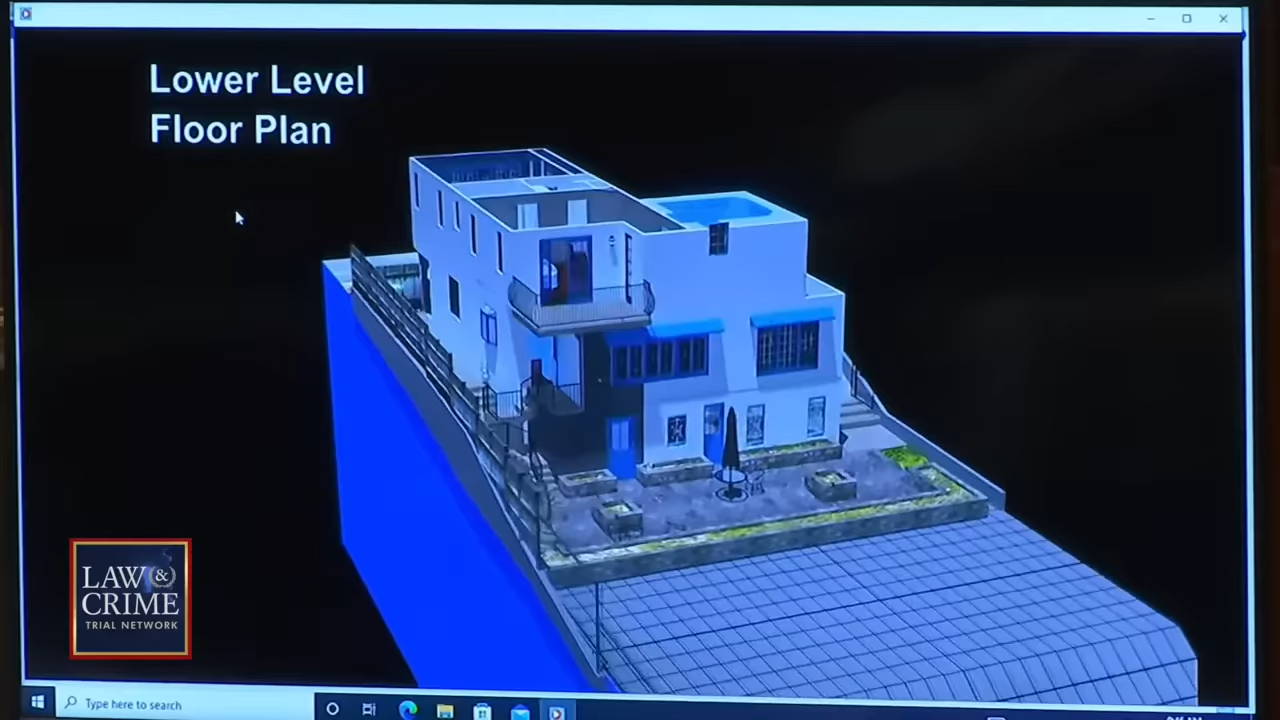 Lower Level
Floor Plan
LAW &
CRIME
TRIAL NETWORK
Type here to search